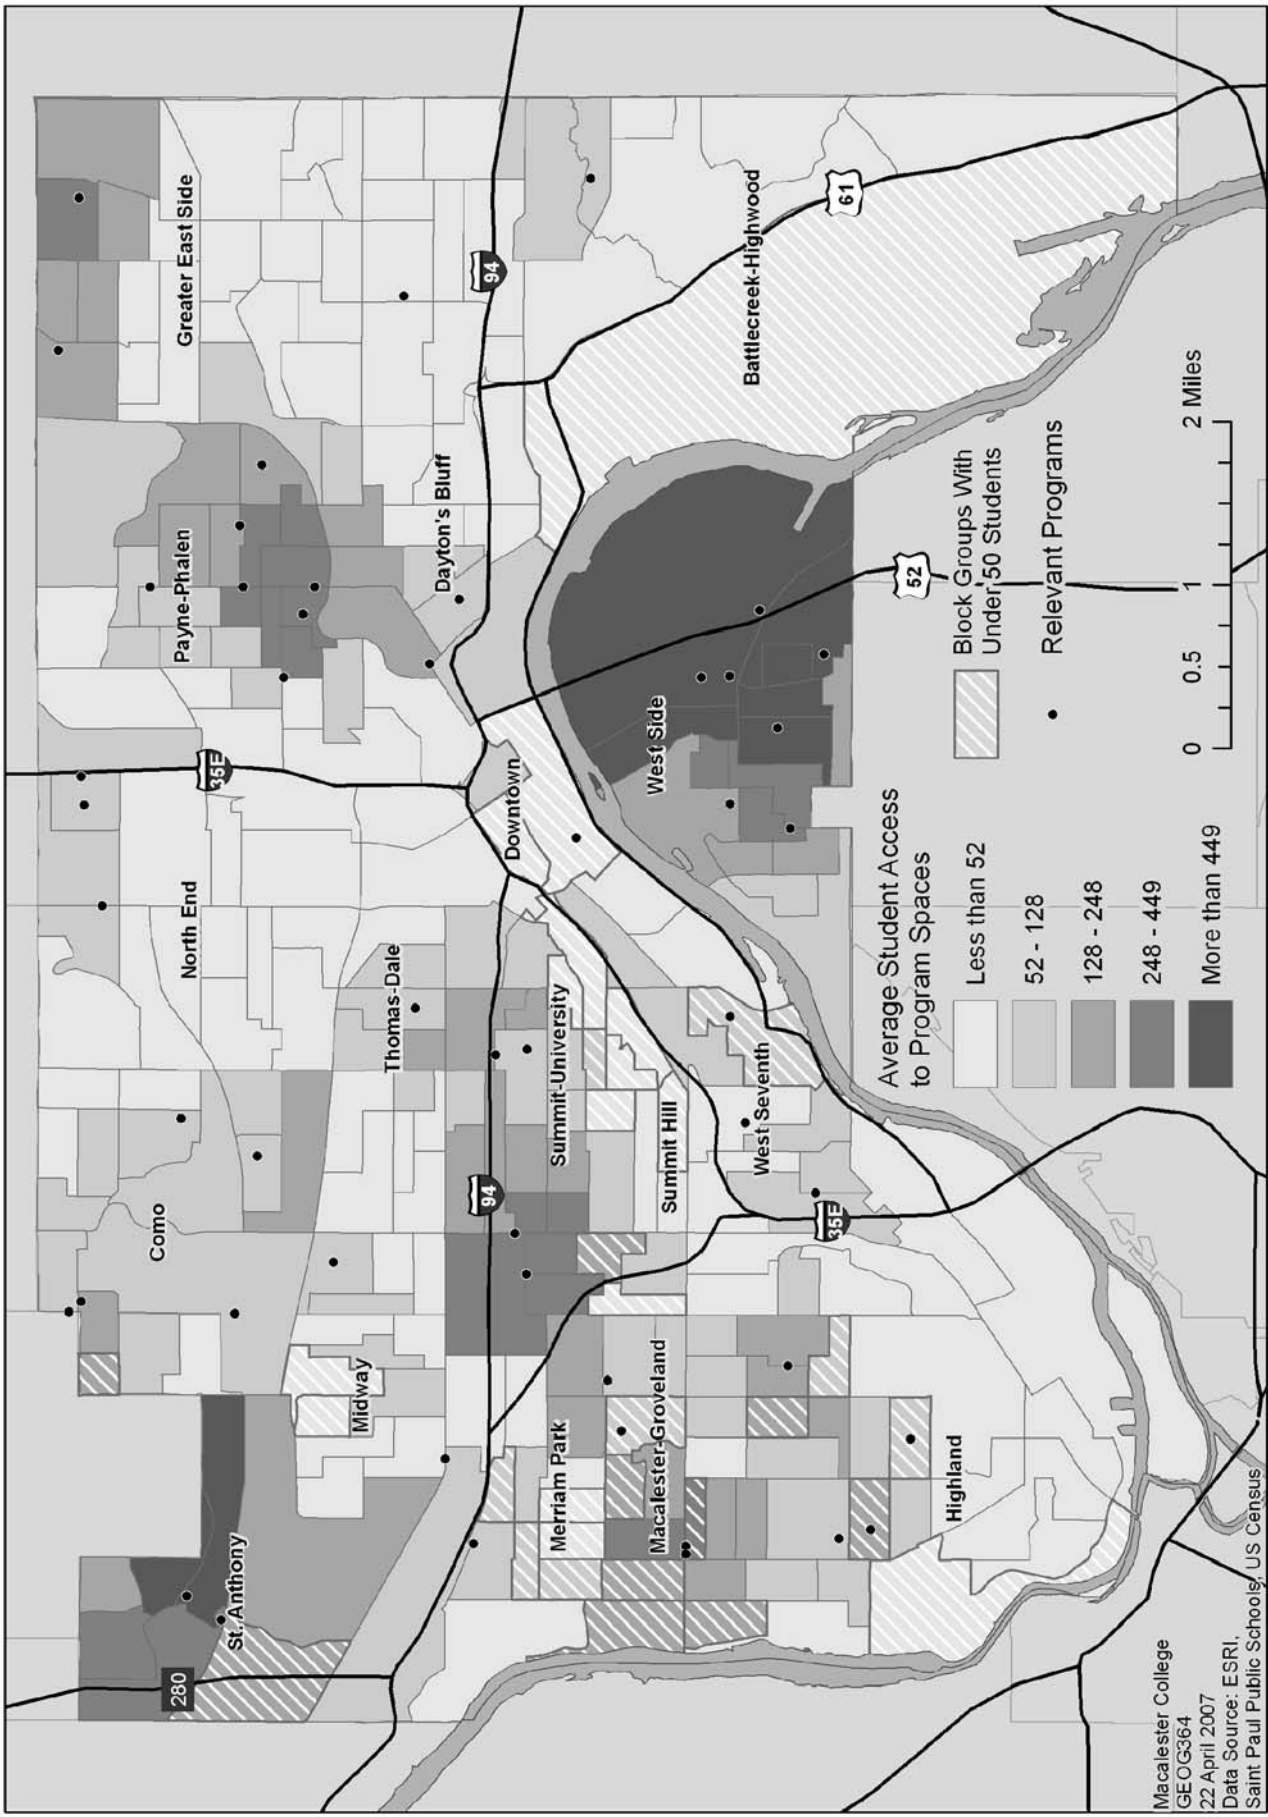 Greater East Side
Payne-Phalen
35E
North End
Como
St. Anthony
280
Thomas-Dale
Midway
Dayton's Bluff
94
94
Downtown
Summit-University
Merriam Park
Battlecreek-Highwood
61
West Side
Summit Hill
Macalester-Groveland
West Seventh
35E
Highland
52
Average Student Access
to Program Spaces
Less than 52
52 - 128
128 - 248
248 - 449
More than 449
Block Groups With
Under 50 Students
Relevant Programs
0
0.5
1
2 Miles
Macalester College
GEOG364
22 April 2007
Data Source: ESRI,
Saint Paul Public Schools, US Census